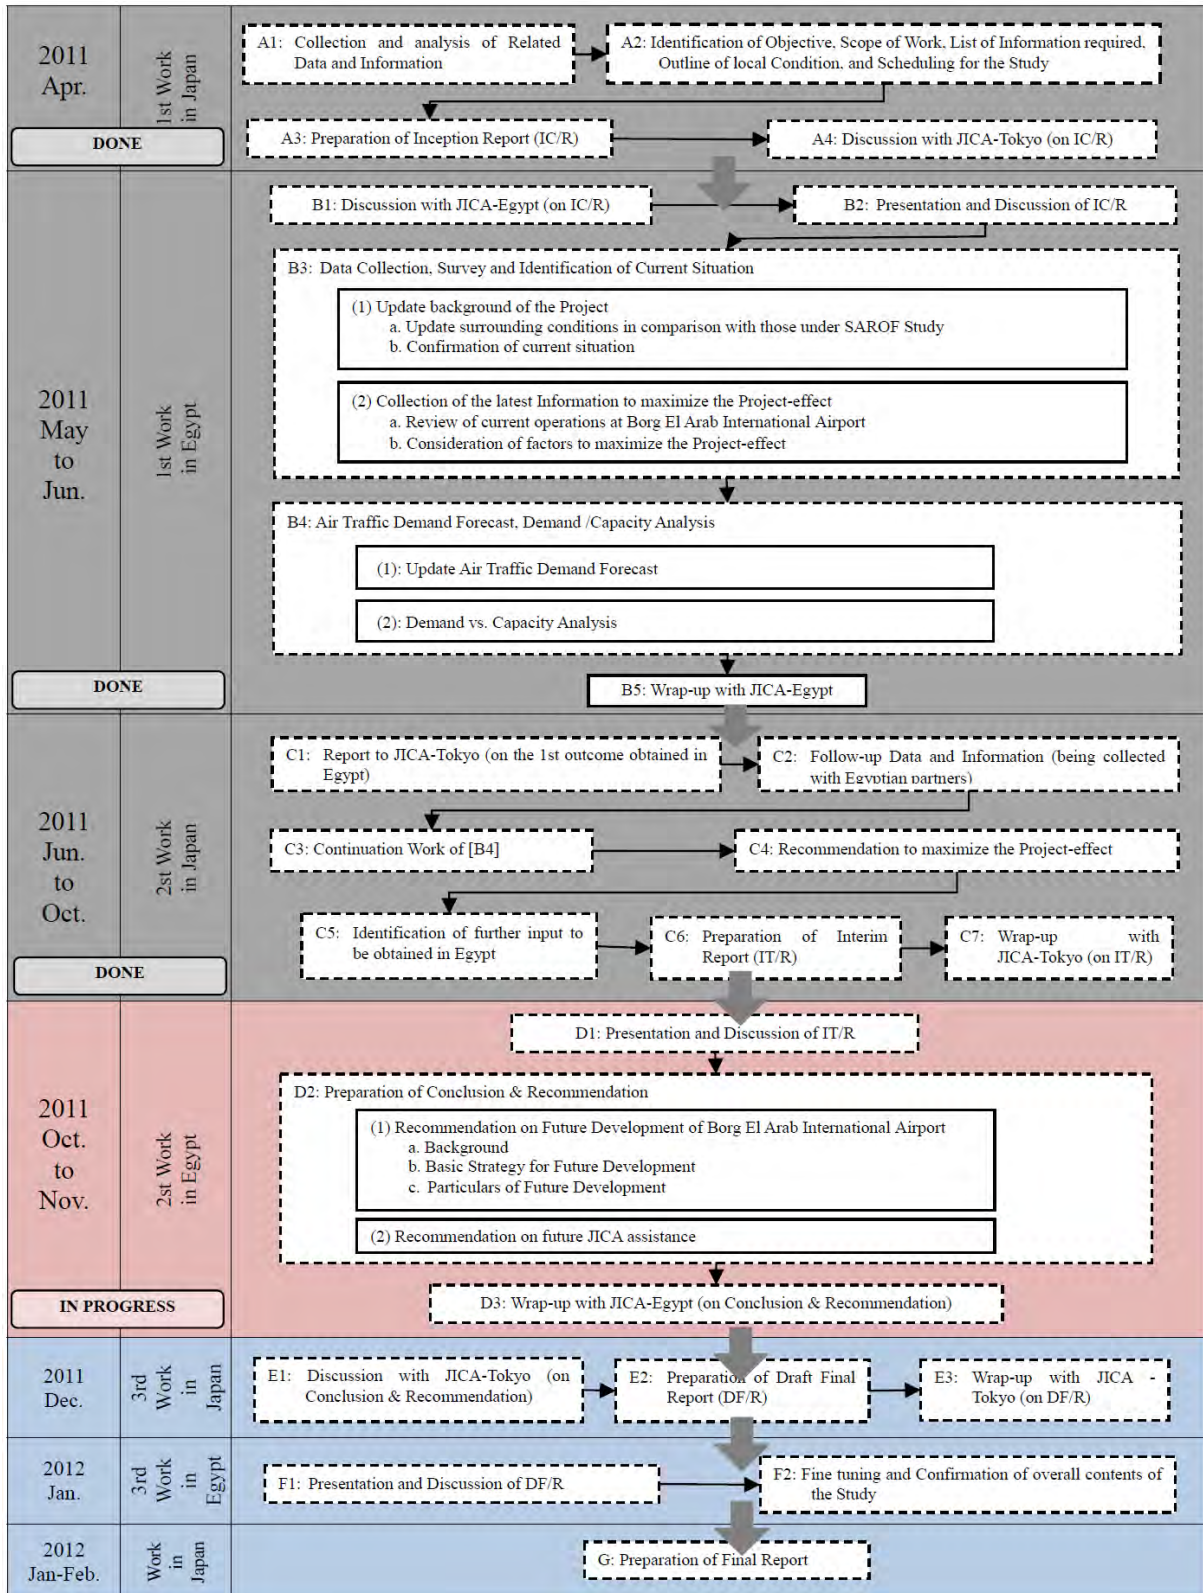 2011
Apr.
1st Work
in Japan
DONE
A1: Collection and analysis of Related
Data and Information
A2: Identification of Objective, Scope of Work, List of Information required,
Outline of local Condition, and Scheduling for the Study
A3: Preparation of Inception Report (IC/R)
A4: Discussion with JICA-Tokyo (on IC/R)
2011
May
to
Jun.
1st Work
in Egypt
DONE
B1: Discussion with JICA-Egypt (on IC/R)
B2: Presentation and Discussion of IC/R
B3: Data Collection, Survey and Identification of Current Situation
(1) Update background of the Project
a. Update surrounding conditions in comparison with those under SAROF Study
b. Confirmation of current situation
(2) Collection of the latest Information to maximize the Project-effect
a. Review of current operations at Borg El Arab International Airport
b. Consideration of factors to maximize the Project-effect
B4: Air Traffic Demand Forecast, Demand /Capacity Analysis
(1): Update Air Traffic Demand Forecast
(2): Demand vs. Capacity Analysis
B5: Wrap-up with JICA-Egypt
2011
Jun.
to
Oct.
2st Work
in Japan
DONE
C1: Report to JICA-Tokyo (on the 1st outcome obtained in
Egypt)
C2: Follow-up Data and Information (being collected
with Egyptian partners)
C3: Continuation Work of [B4]
C4: Recommendation to maximize the Project-effect
C5: Identification of further input to
be obtained in Egypt
C6: Preparation of Interim
Report (IT/R)
C7: Wrap-up with
JICA-Tokyo (on IT/R)
2011
Oct.
to
Nov.
2st Work
in Egypt
IN PROGRESS
D1: Presentation and Discussion of IT/R
D2: Preparation of Conclusion & Recommendation
(1) Recommendation on Future Development of Borg El Arab International Airport
a. Background
b. Basic Strategy for Future Development
c. Particulars of Future Development
(2) Recommendation on future JICA assistance
D3: Wrap-up with JICA-Egypt (on Conclusion & Recommendation)
2011
Dec.
3rd
Work
in
Japan
E1: Discussion with JICA-Tokyo (on
Conclusion & Recommendation)
E2: Preparation of Draft Final
Report (DF/R)
E3: Wrap-up with JICA -
Tokyo (on DF/R)
2012
Jan.
3rd
Work
in
Egypt
F1: Presentation and Discussion of DF/R
F2: Fine tuning and Confirmation of overall contents of
the Study
2012
Jan-Feb.
Work
in
Japan
G: Preparation of Final Report